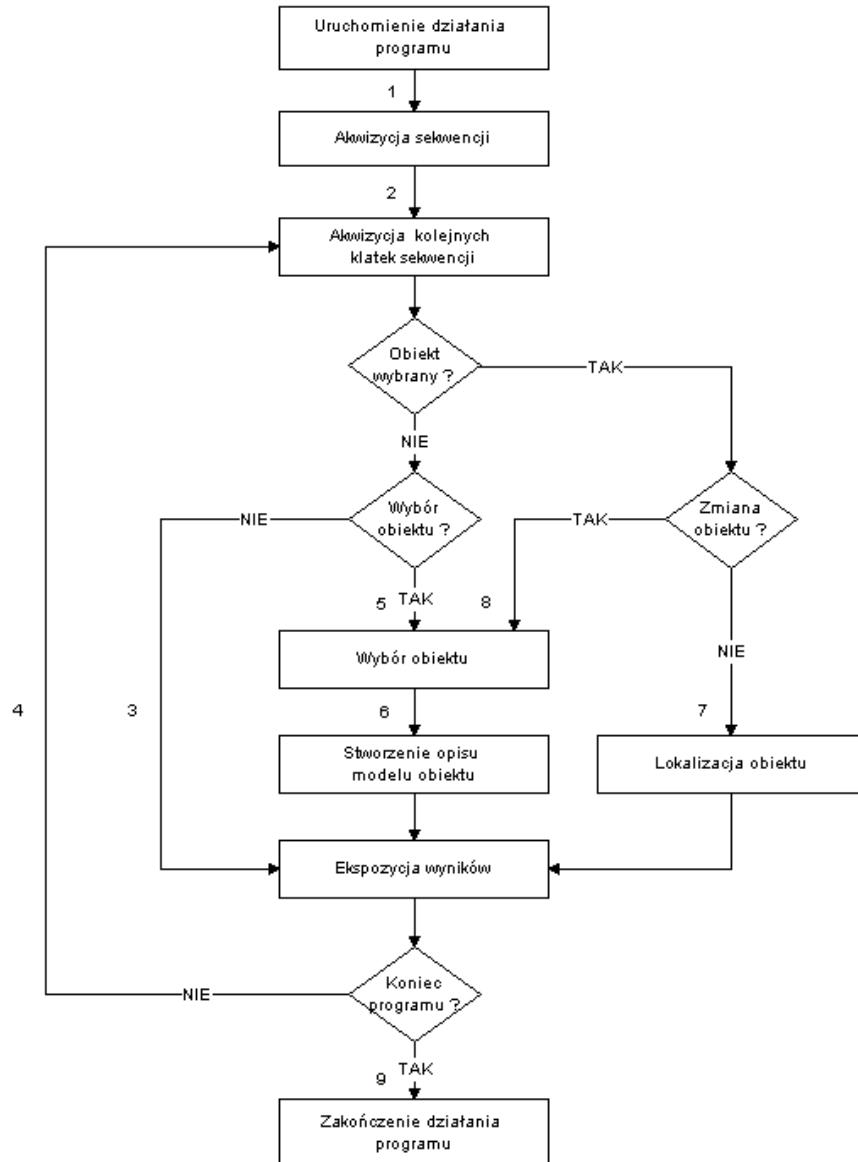 Uruchomienie działania
programu
1
Akwizycja sekwencji
2
Akwizycja kolejnych
klatek sekwencji
Obiekt
wybrany ?
TAK
NIE
NIE
Wybór
obiektu ?
TAK
Zmiana
obiektu ?
5 TAK
8
NIE
Wybór obiektu
4
3
6
7
Stworzenie opisu
modelu obiektu
Lokalizacja obiektu
Ekspozycja wyników
NIE
Koniec
programu ?
9 TAK
Zakończenie działania
programu